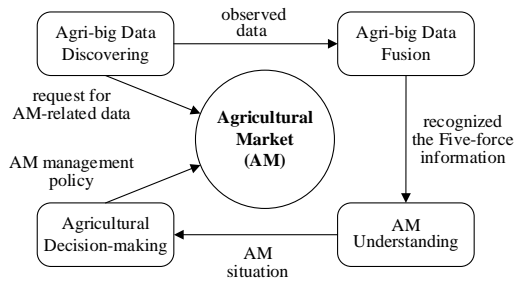 Agri-big Data
Discovering
observed
data
Agri-big Data
Fusion
request for
AM-related data
Agricultural
Market
(AM)
recognized
the Five-force
information
AM management
policy
Agricultural
Decision-making
AM
situation
AM
Understanding